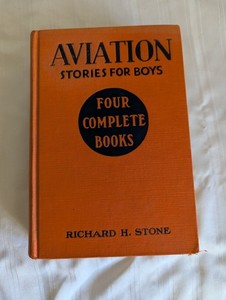 AVIATION
STORIES FOR BOYS
FOUR
COMPLETE
BOOKS
RICHARD H. STONE